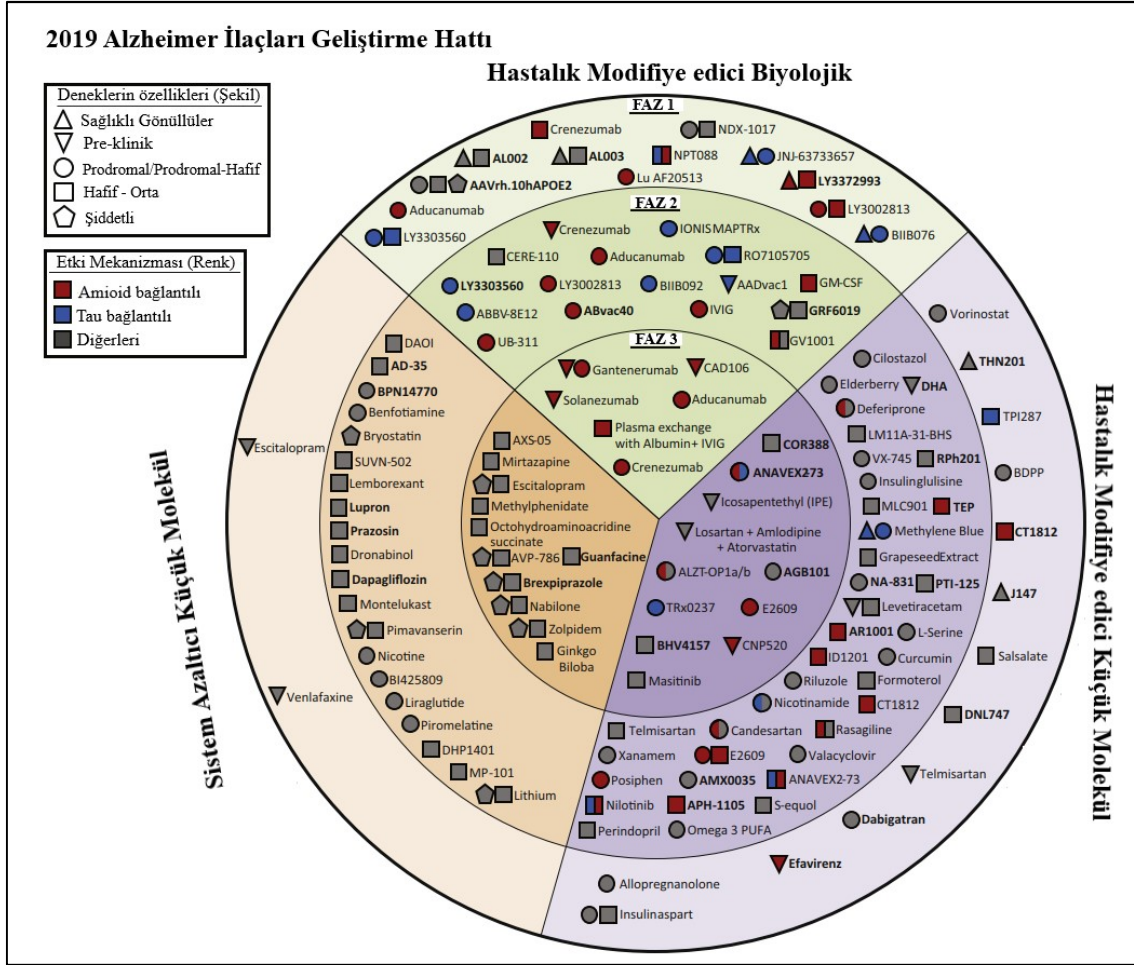 2019 Alzheimer İlaçları Geliştirme Hattı
Hastalık Modifiye edici Biyolojik
Deneklerin özellikleri (Şekil)
Sağlıklı Gönüllüler
Pre-klinik
Prodromal/Prodromal-Hafif
Hafif - Orta
Şiddetli
Etki Mekanizması (Renk)
Amioid bağlantılı
Tau bağlantılı
Diğerleri
FAZ 1
Crenezumab
NDX-1017
AL002
AL003
NPT088
JNJ-63733657
AAVrh.10hAPOE2
Lu AF20513
LY3372993
Aducanumab
LY3002813
LY3303560
BIIB076
FAZ 2
Crenezumab
IONISMAPTRx
CERE-110
Aducanumab
RO7105705
LY3303560
LY3002813
BIIB092
AADvac1
GM-CSF
ABBV-8E12
ABvac40
IVIG
GRF6019
UB-311
GV1001
FAZ 3
Gantenerumab
CAD106
Solanezumab
Aducanumab
Plasma exchange
with Albumin+ IVIG
Crenezumab
Sistem Azaltıcı Küçük Molekül
Escitalopram
Venlafaxine
DAOI
AD-35
BPN14770
Benfotiamine
Bryostatin
SUVN-502
Lemborexant
Lupron
Prazosin
Dronabinol
Dapagliflozin
Montelukast
Pimavanserin
Nicotine
BI425809
Liraglutide
Piromelatine
DHP1401
MP-101
Lithium
AXS-05
Mirtazapine
Escitalopram
Methylphenidate
Octohydroaminoacridine
succinate
AVP-786
Guanfacine
Brexpiprazole
Nabilone
Zolpidem
Ginkgo
Biloba
COR388
ANAVEX2-73
Icosapentethyl (IPE)
Losartan + Amlodipine
+ Atorvastatin
ALZT-OP1a/b
AGB101
TRx0237
E2609
BHV4157
CNP520
Masitinib
Cilostazol
Elderberry
DHA
Deferiprone
LM11A-31-BHS
VX-745
RPh201
Insulinglulisine
MLC901
TEP
Methylene Blue
GrapeseedExtract
NA-831
PTI-125
Levetiracetam
AR1001
L-Serine
ID1201
Curcumin
Riluzole
Formoterol
Nicotinamide
CT1812
Telmisartan
Candesartan
Rasagiline
Xanamem
E2609
Valacyclovir
Posiphen
AMX0035
ANAVEX2-73
Nilotinib
APH-1105
S-equol
Perindopril
Omega 3 PUFA
Vorinostat
THN201
TPI287
BDPP
CT1812
J147
Salsalate
DNL747
Telmisartan
Dabigatran
Efavirenz
Allopregnanolone
Insulinaspart
Hastalık Modifiye edici Küçük Molekül